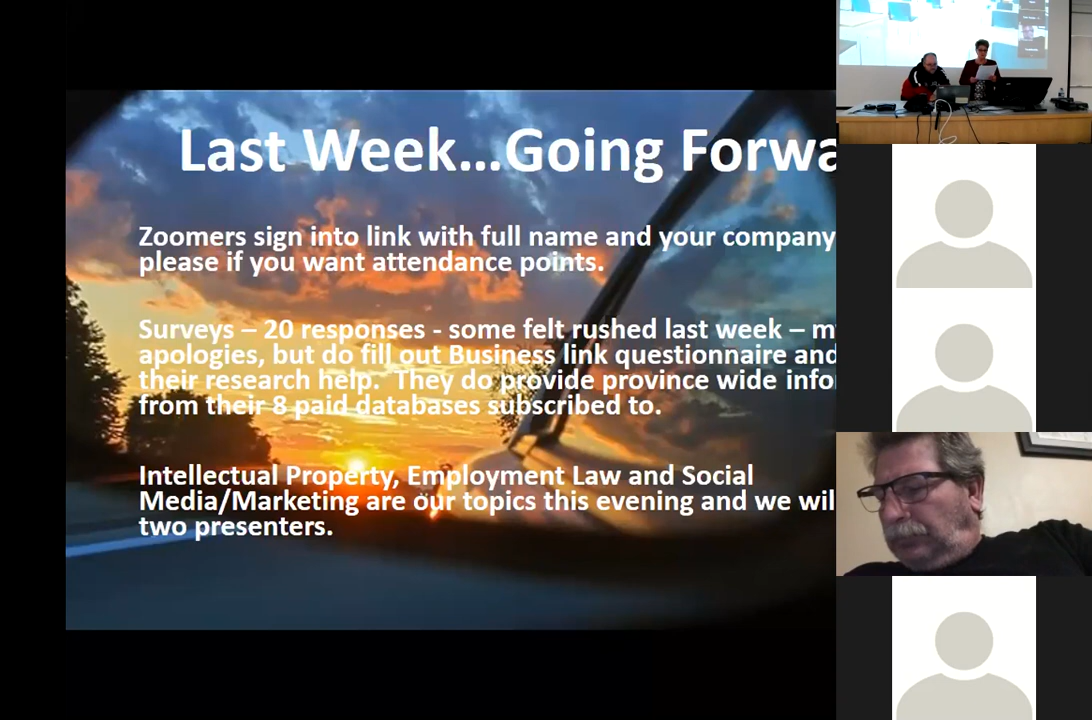 Last Week...Going Forwa
Zoomers sign into link with full name and your company
please if you want attendance points.
Surveys – 20 responses - some felt rushed last week – my
apologies, but do fill out Business link questionnaire and
their research help. They do provide province wide info
from their 8 paid databases subscribed to.
Intellectual Property, Employment Law and Social
Media/Marketing are our topics this evening and we wil
two presenters.